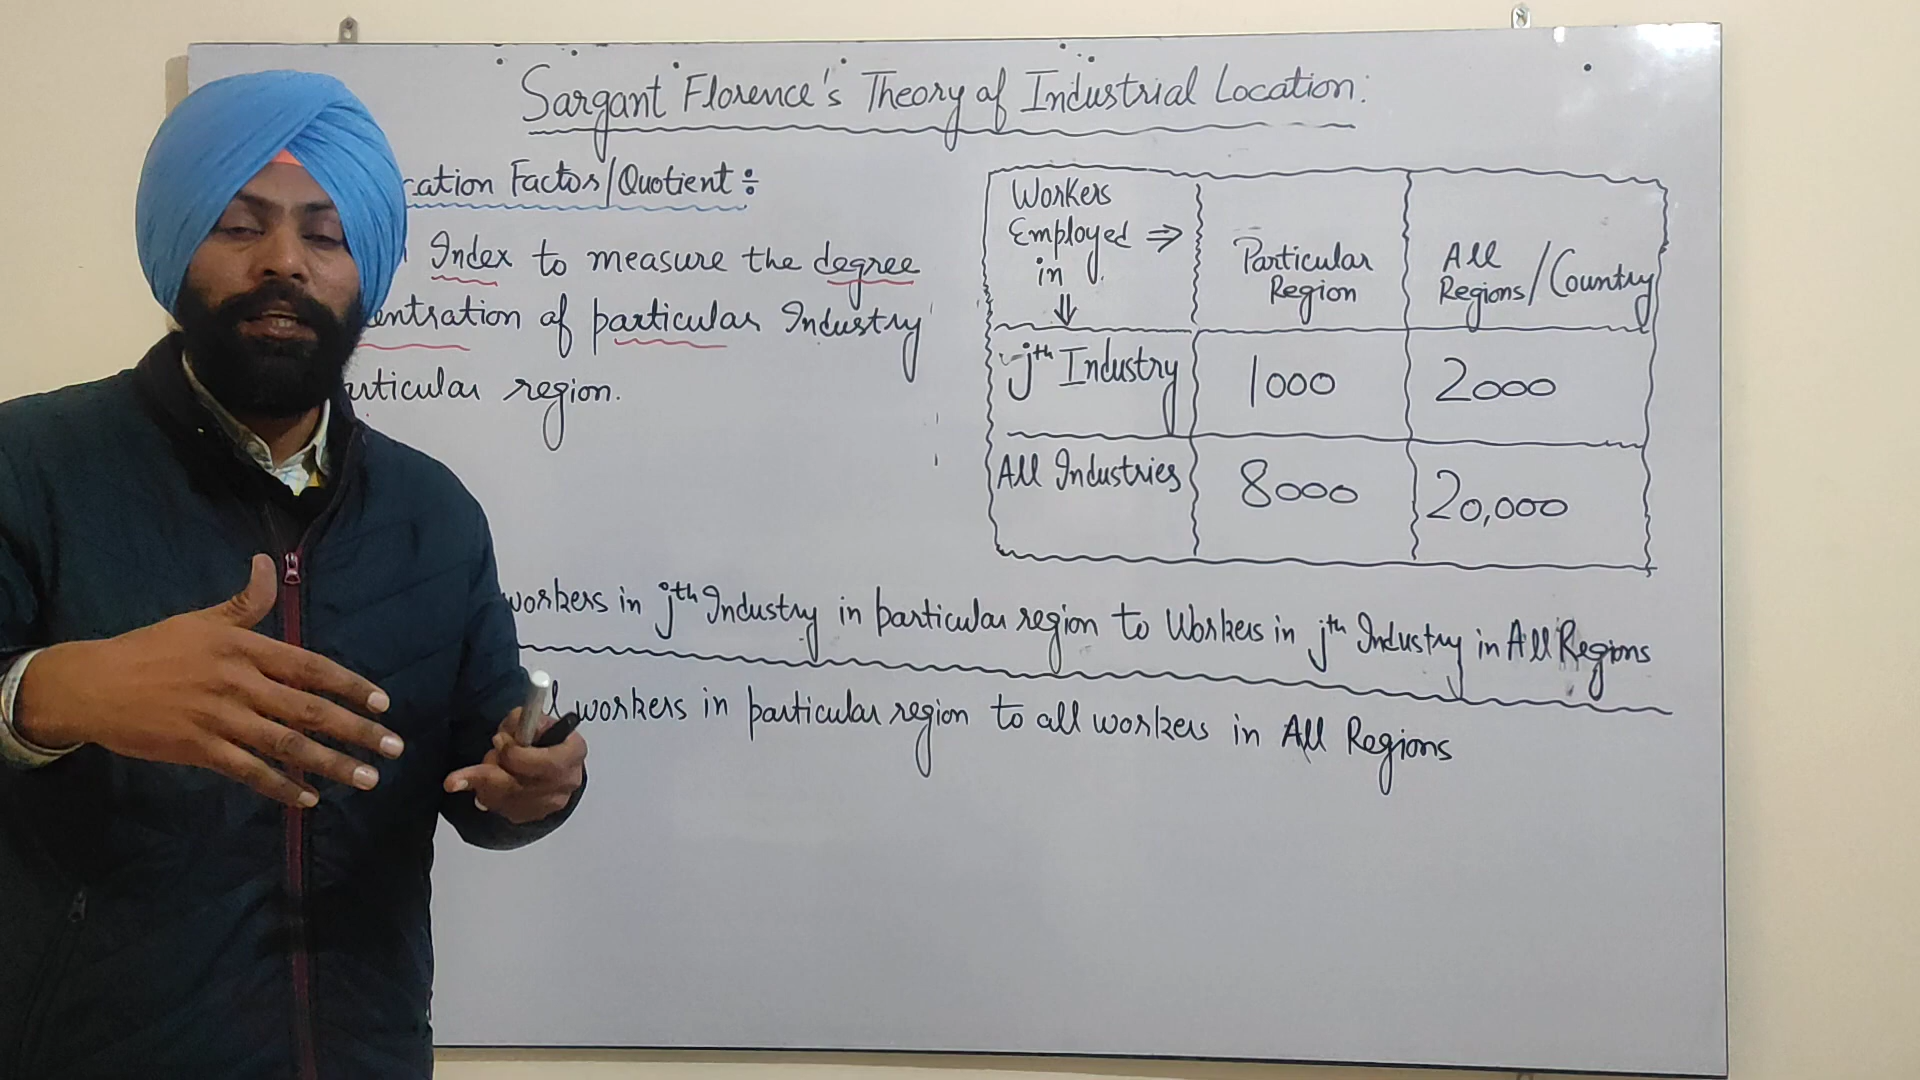 Sargant Florence's Theory of Industrial Location:
cation Factor/Quotient:
Index to measure the degree
entration of particular Industry
articular region.
Workers
Employed ⇒
in
⇓
Particular
Region
All
Regions/Country
jth Industry
1000
2000
All Industries
8000
20,000
workers in jth Industry in particular region to Workers in jth Industry in All Regions
workers in particular region to all workers in All Regions